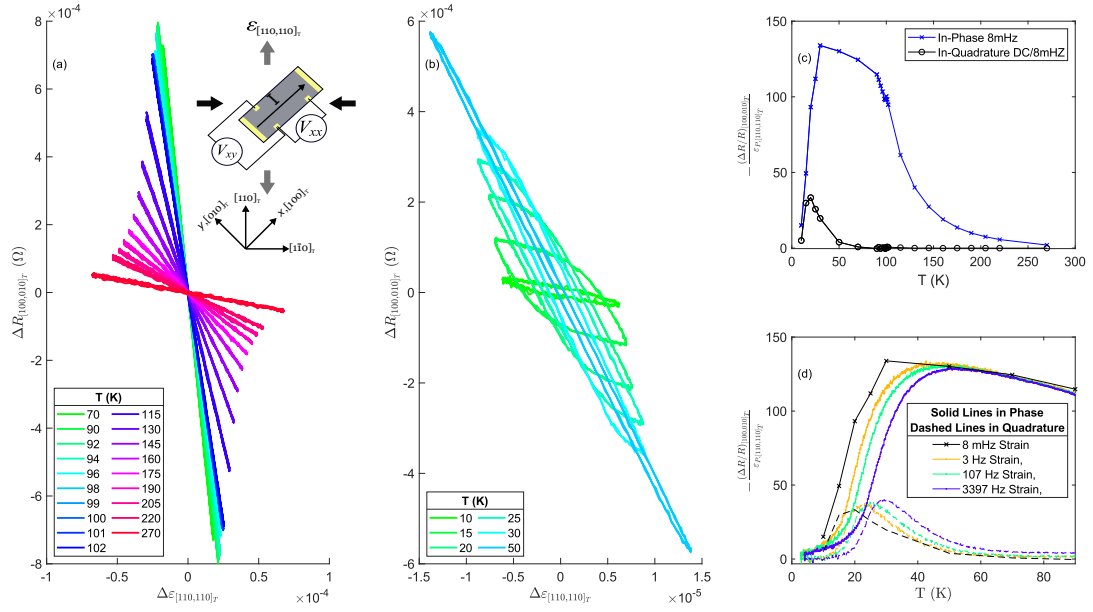 (a)
8 ×10⁻⁴
6
4
2
0
-2
-4
-6
-8
ΔR[100,010]T (Ω)
-1 -0.5 0 0.5 1
×10⁻⁴
Δε[110,110]T
ε[110,110]T
I
Vxy
Vxx
y,[010]T [110]T x,[100]T
[11̄0]T
T (K)
70 115
90 130
92 145
94 160
96 175
98 190
99 205
100 220
101 270
102
(b)
8 ×10⁻⁴
6
4
2
0
-2
-4
-6
-8
ΔR[100,010]T (Ω)
T (K)
10 25
15 30
20 50
-1.5 -1 -0.5 0 0.5 1 1.5
×10⁻⁵
Δε[110,110]T
(c)
In-Phase 8mHz
In-Quadrature DC/8mHZ
150
100
50
0
− (ΔR/R)[100,010]T
εP,[110,110]T
0 50 100 150 200 250 300
T (K)
(d)
150
100
50
0
− (ΔR/R)[100,010]T
εP,[110,110]T
Solid Lines in Phase
Dashed Lines in Quadrature
8 mHz Strain
3 Hz Strain,
107 Hz Strain,
3397 Hz Strain,
0 20 40 60 80
T (K)